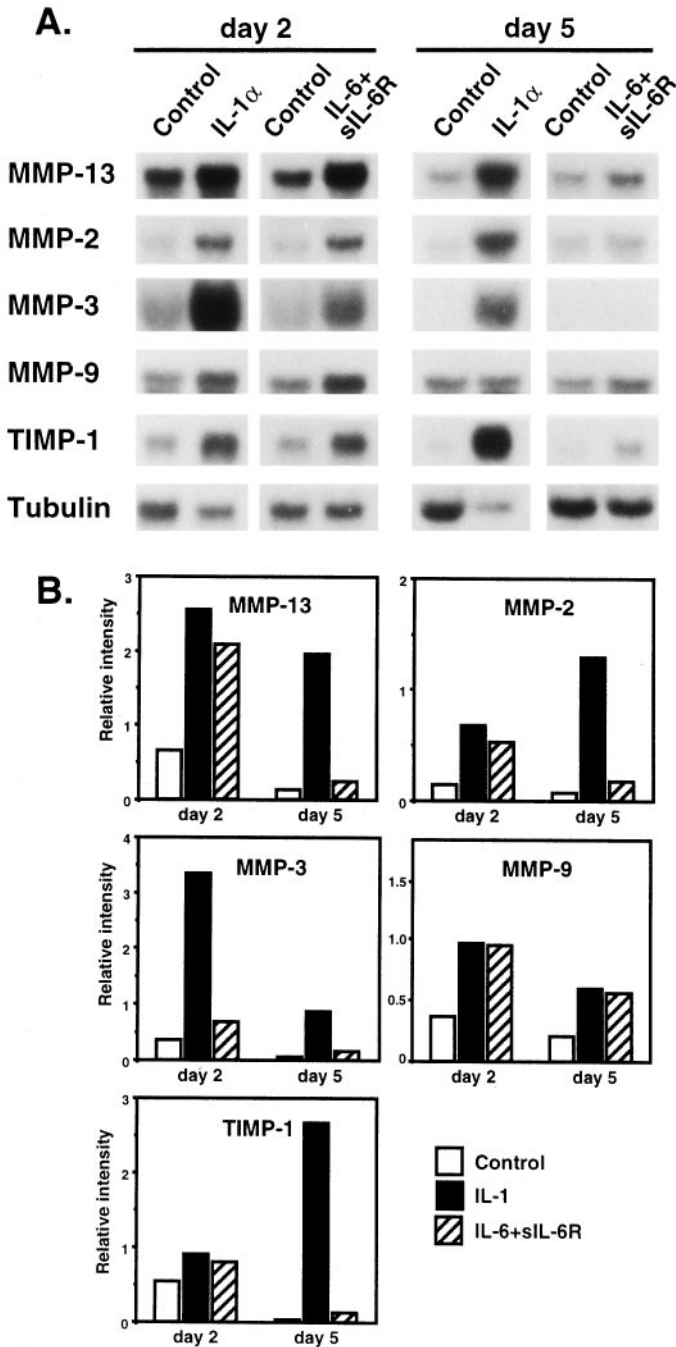 A.
day 2 day 5
Control IL-1α Control IL-6+ sIL-6R Control IL-1α Control IL-6+ sIL-6R
MMP-13
MMP-2
MMP-3
MMP-9
TIMP-1
Tubulin
B.
MMP-13
Relative intensity
3
2
1
0
day 2 day 5
MMP-2
2
1
0
day 2 day 5
MMP-3
Relative intensity
4
3
2
1
0
day 2 day 5
MMP-9
1.5
1.0
0.5
0
day 2 day 5
TIMP-1
Relative intensity
3
2
1
0
day 2 day 5
Control
IL-1
IL-6+sIL-6R